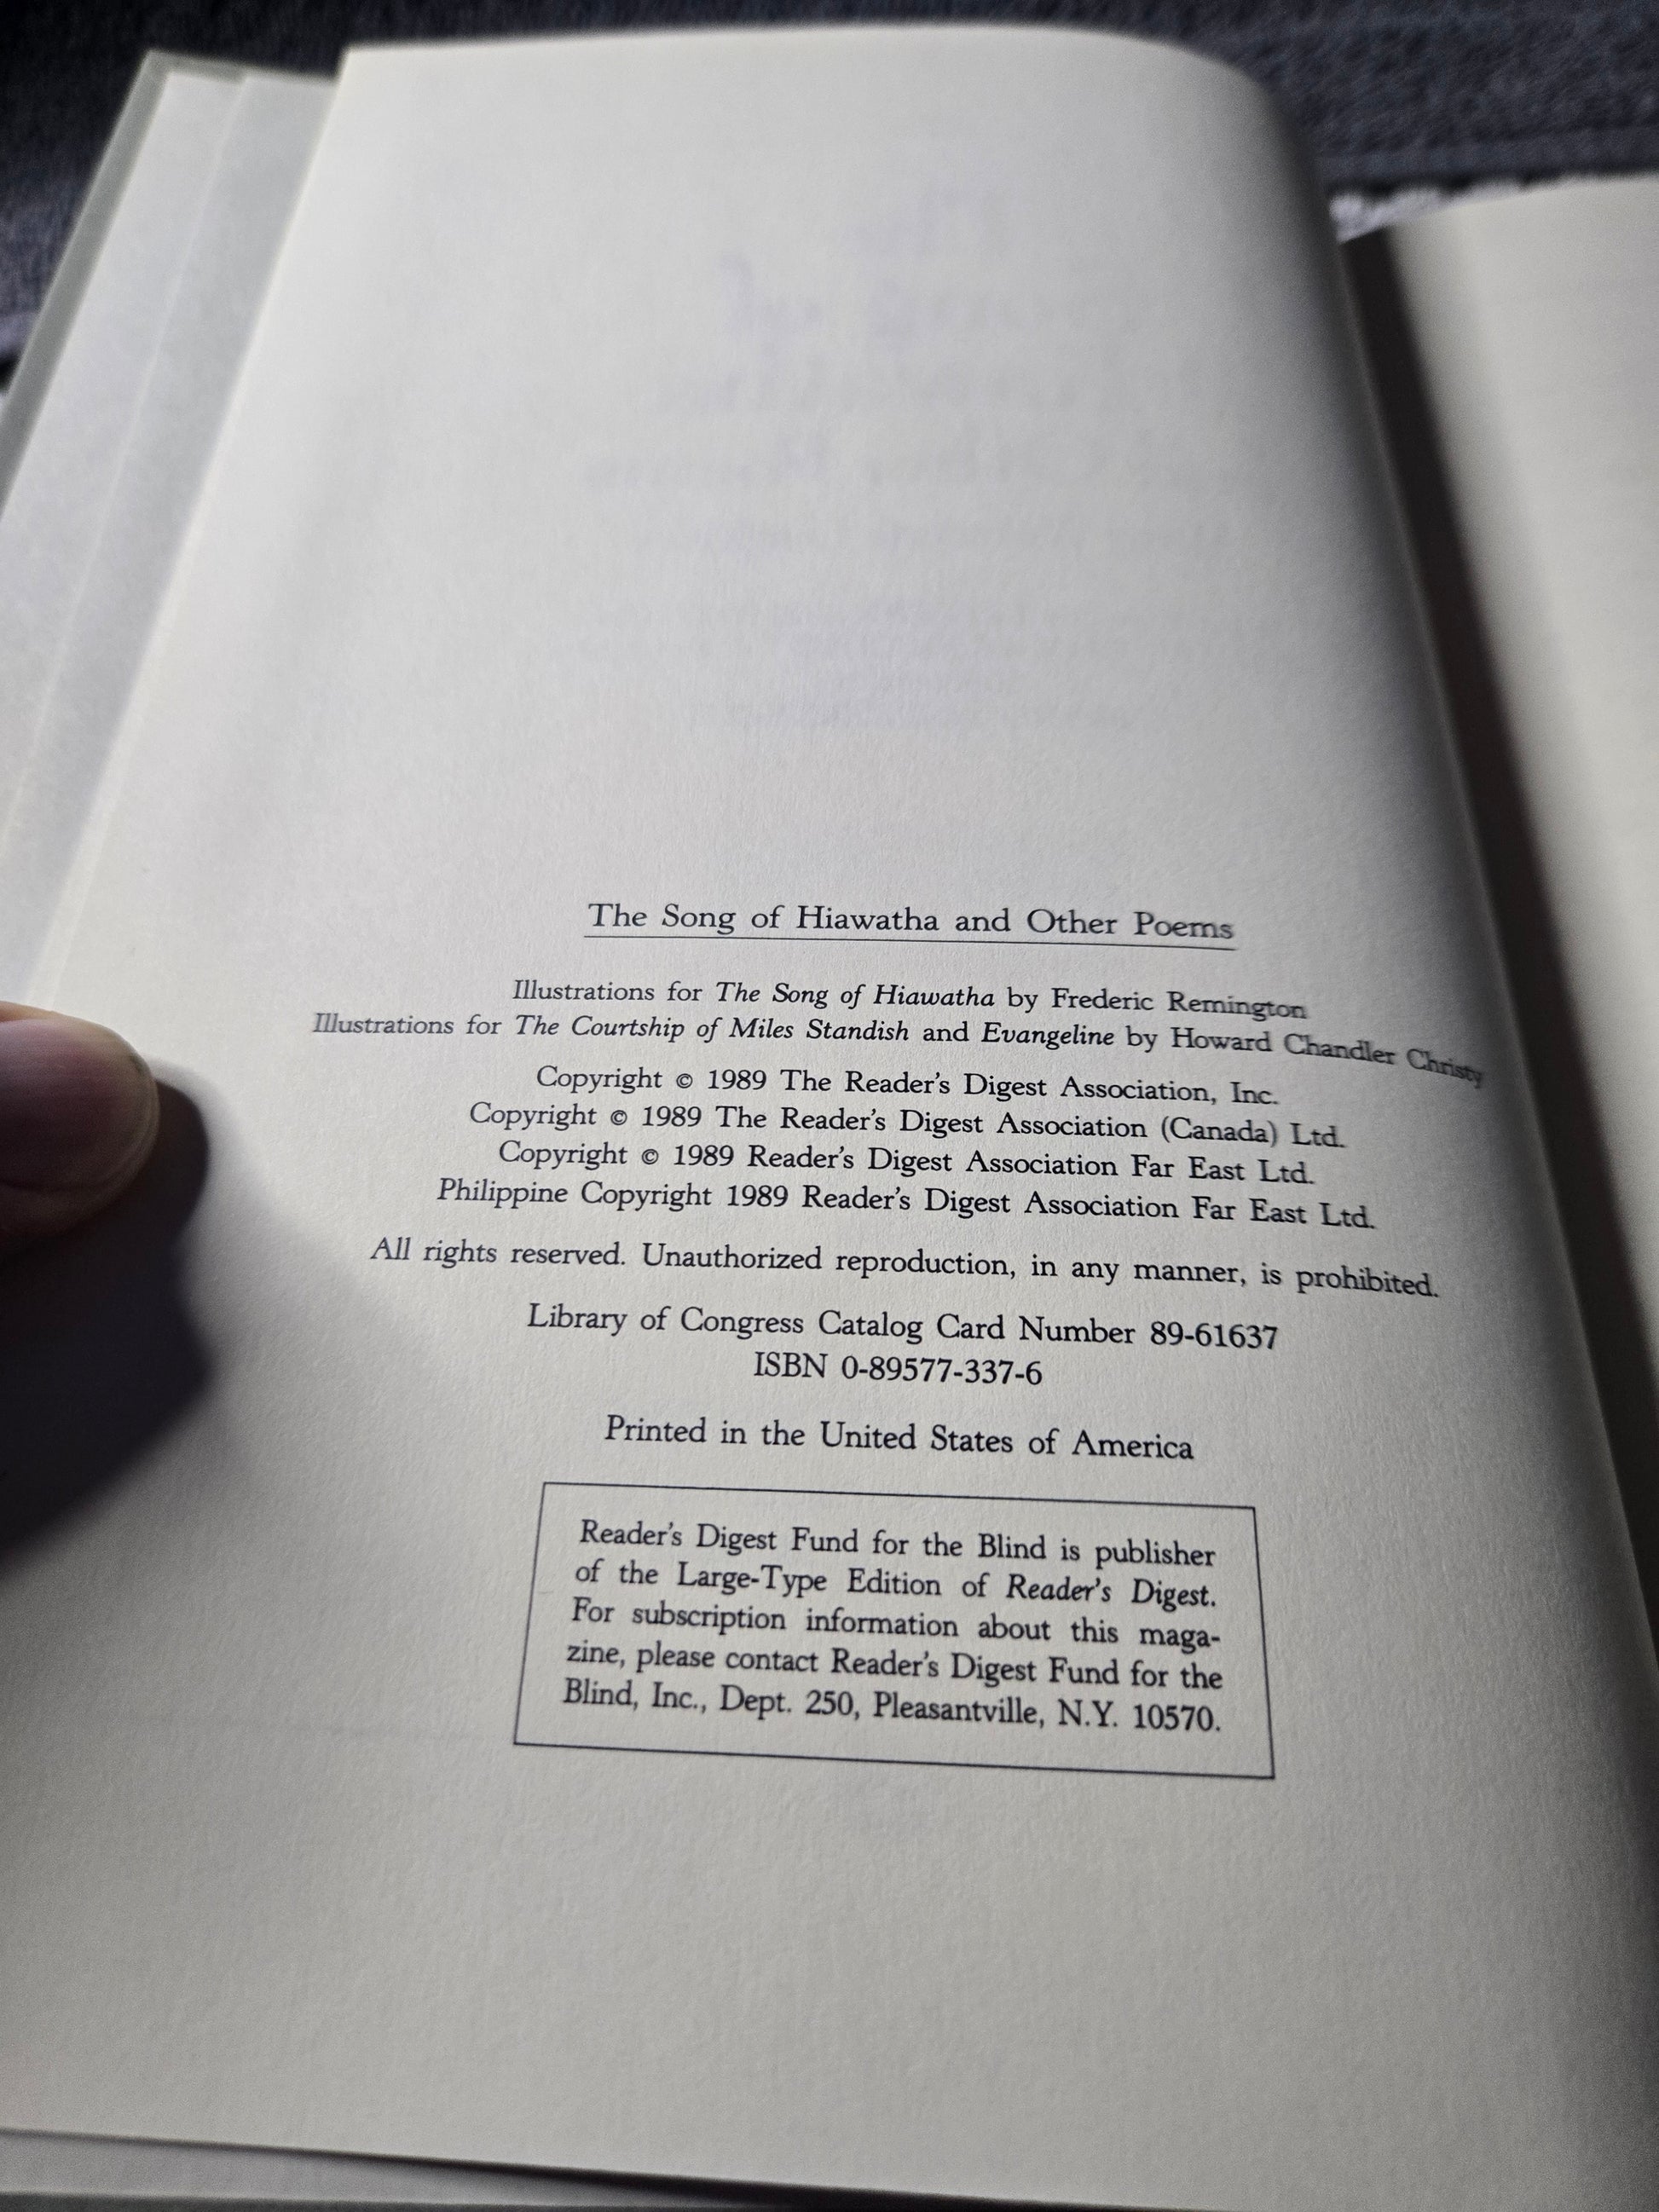 The Song of Hiawatha and Other Poems
Illustrations for The Song of Hiawatha by Frederic Remington
Illustrations for The Courtship of Miles Standish and Evangeline by Howard Chandler Christy
Copyright © 1989 The Reader's Digest Association, Inc.
Copyright © 1989 The Reader's Digest Association (Canada) Ltd.
Copyright © 1989 Reader's Digest Association Far East Ltd.
Philippine Copyright 1989 Reader's Digest Association Far East Ltd.
All rights reserved. Unauthorized reproduction, in any manner, is prohibited.
Library of Congress Catalog Card Number 89-61637
ISBN 0-89577-337-6
Printed in the United States of America
Reader's Digest Fund for the Blind is publisher
of the Large-Type Edition of Reader's Digest.
For subscription information about this maga-
zine, please contact Reader's Digest Fund for the
Blind, Inc., Dept. 250, Pleasantville, N.Y. 10570.